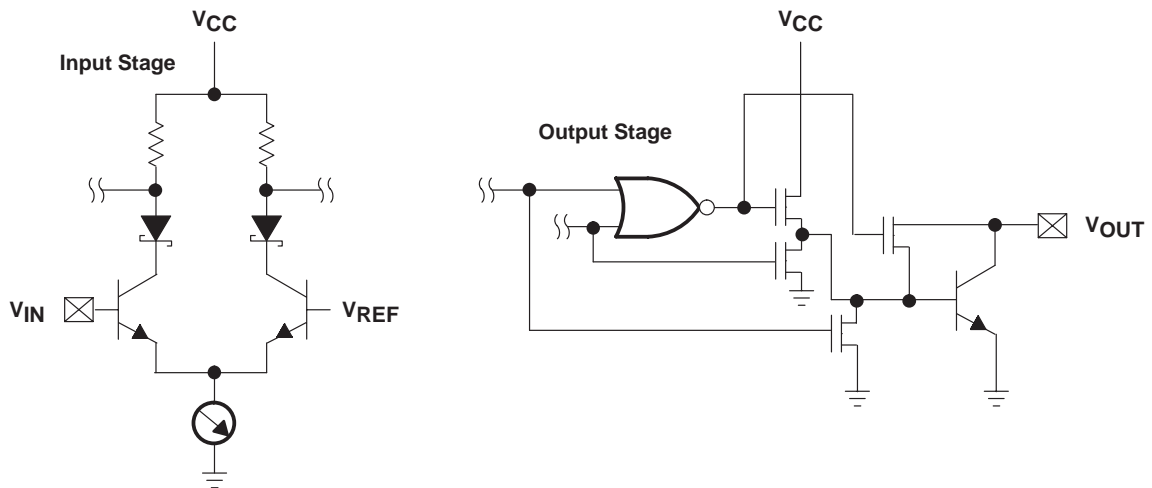 VCC
Input Stage
VIN
VREF
VCC
Output Stage
VOUT